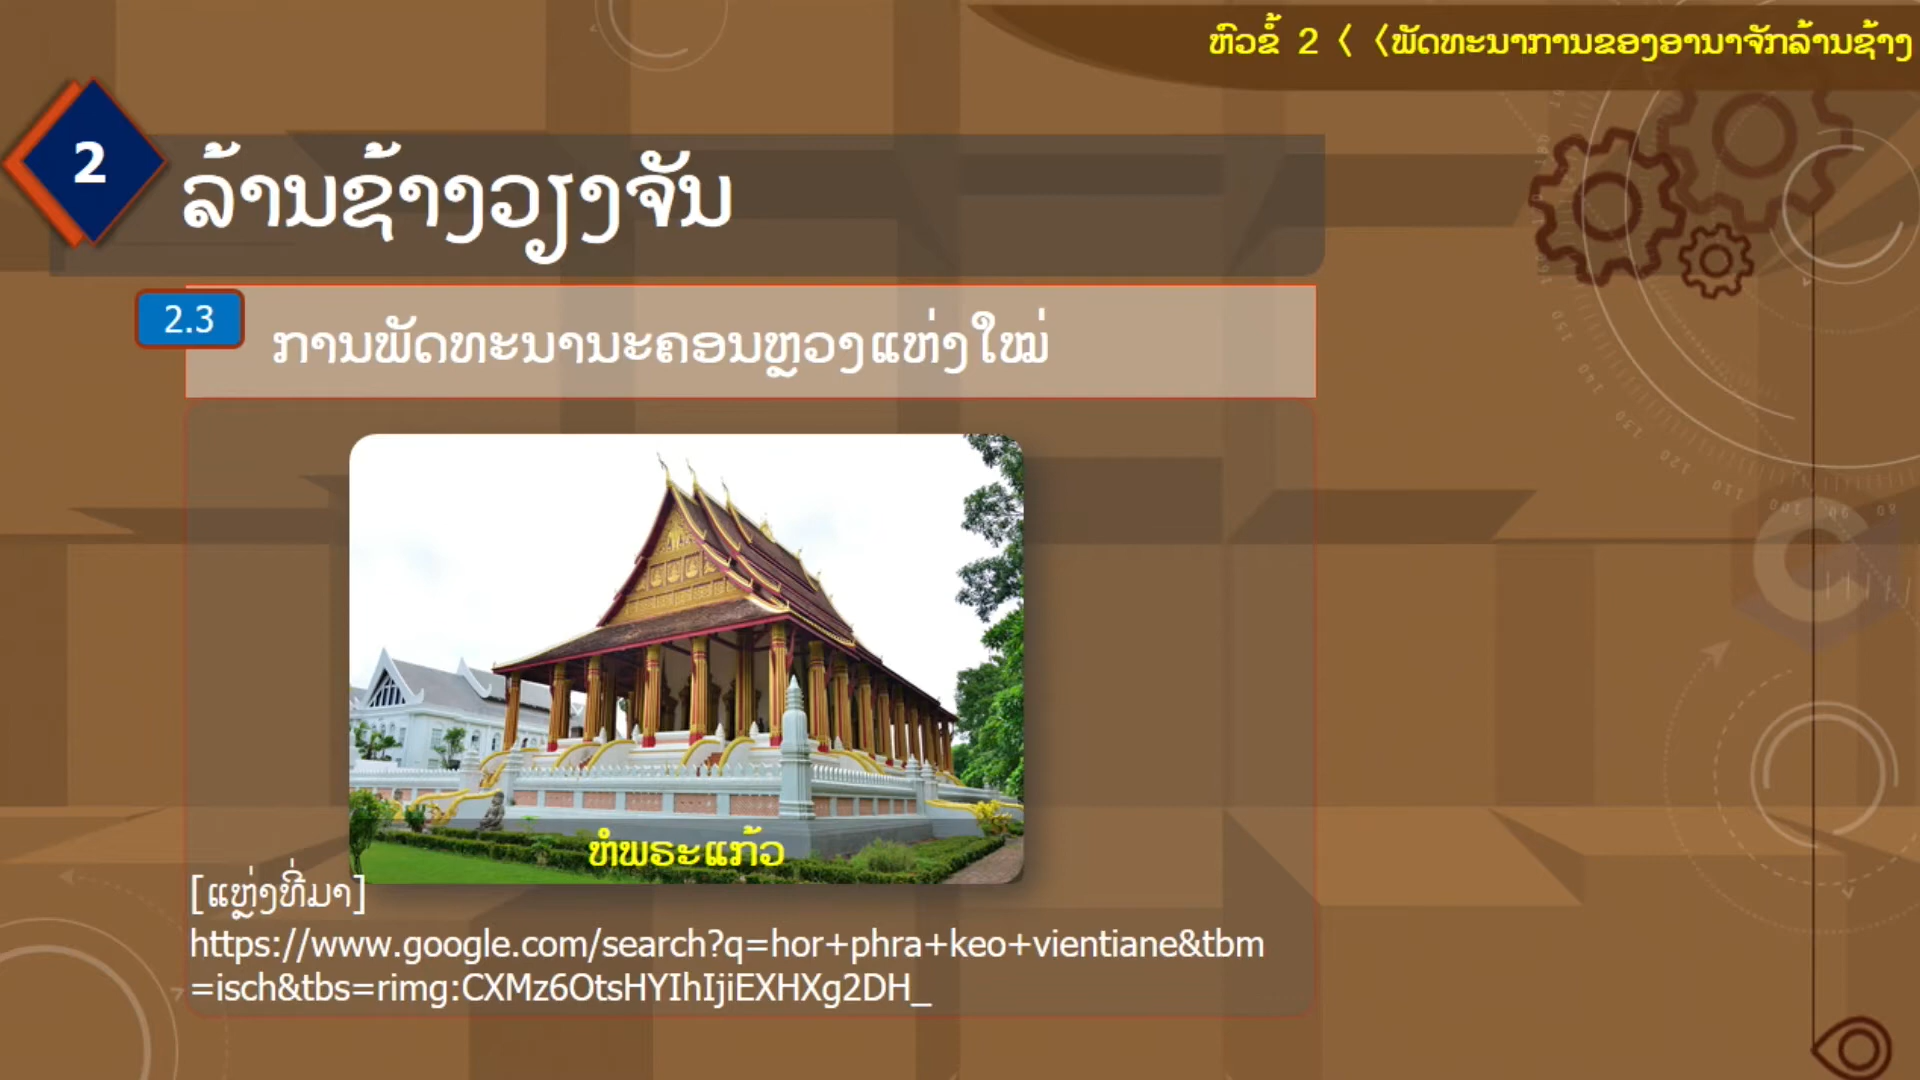 ຫົວຂໍ້ 2〈〈ພັດທະນາການຂອງອານາຈັກລ້ານຊ້າງ
2
ລ້ານຊ້າງວຽງຈັນ
2.3
ການພັດທະນານະຄອນຫຼວງແຫ່ງໃໝ່
ຫໍພຣະແກ້ວ
[ແຫຼ່ງທີ່ມາ]
https://www.google.com/search?q=hor+phra+keo+vientiane&tbm
=isch&tbs=rimg:CXMz6OtsHYIhIjiEXHXg2DH_